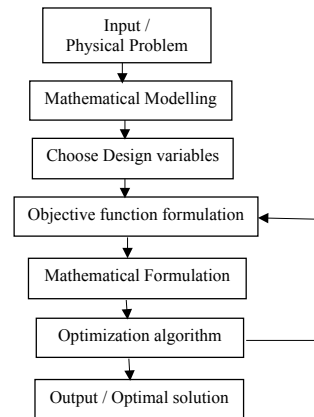 Input /
Physical Problem
Mathematical Modelling
Choose Design variables
Objective function formulation
Mathematical Formulation
Optimization algorithm
Output / Optimal solution